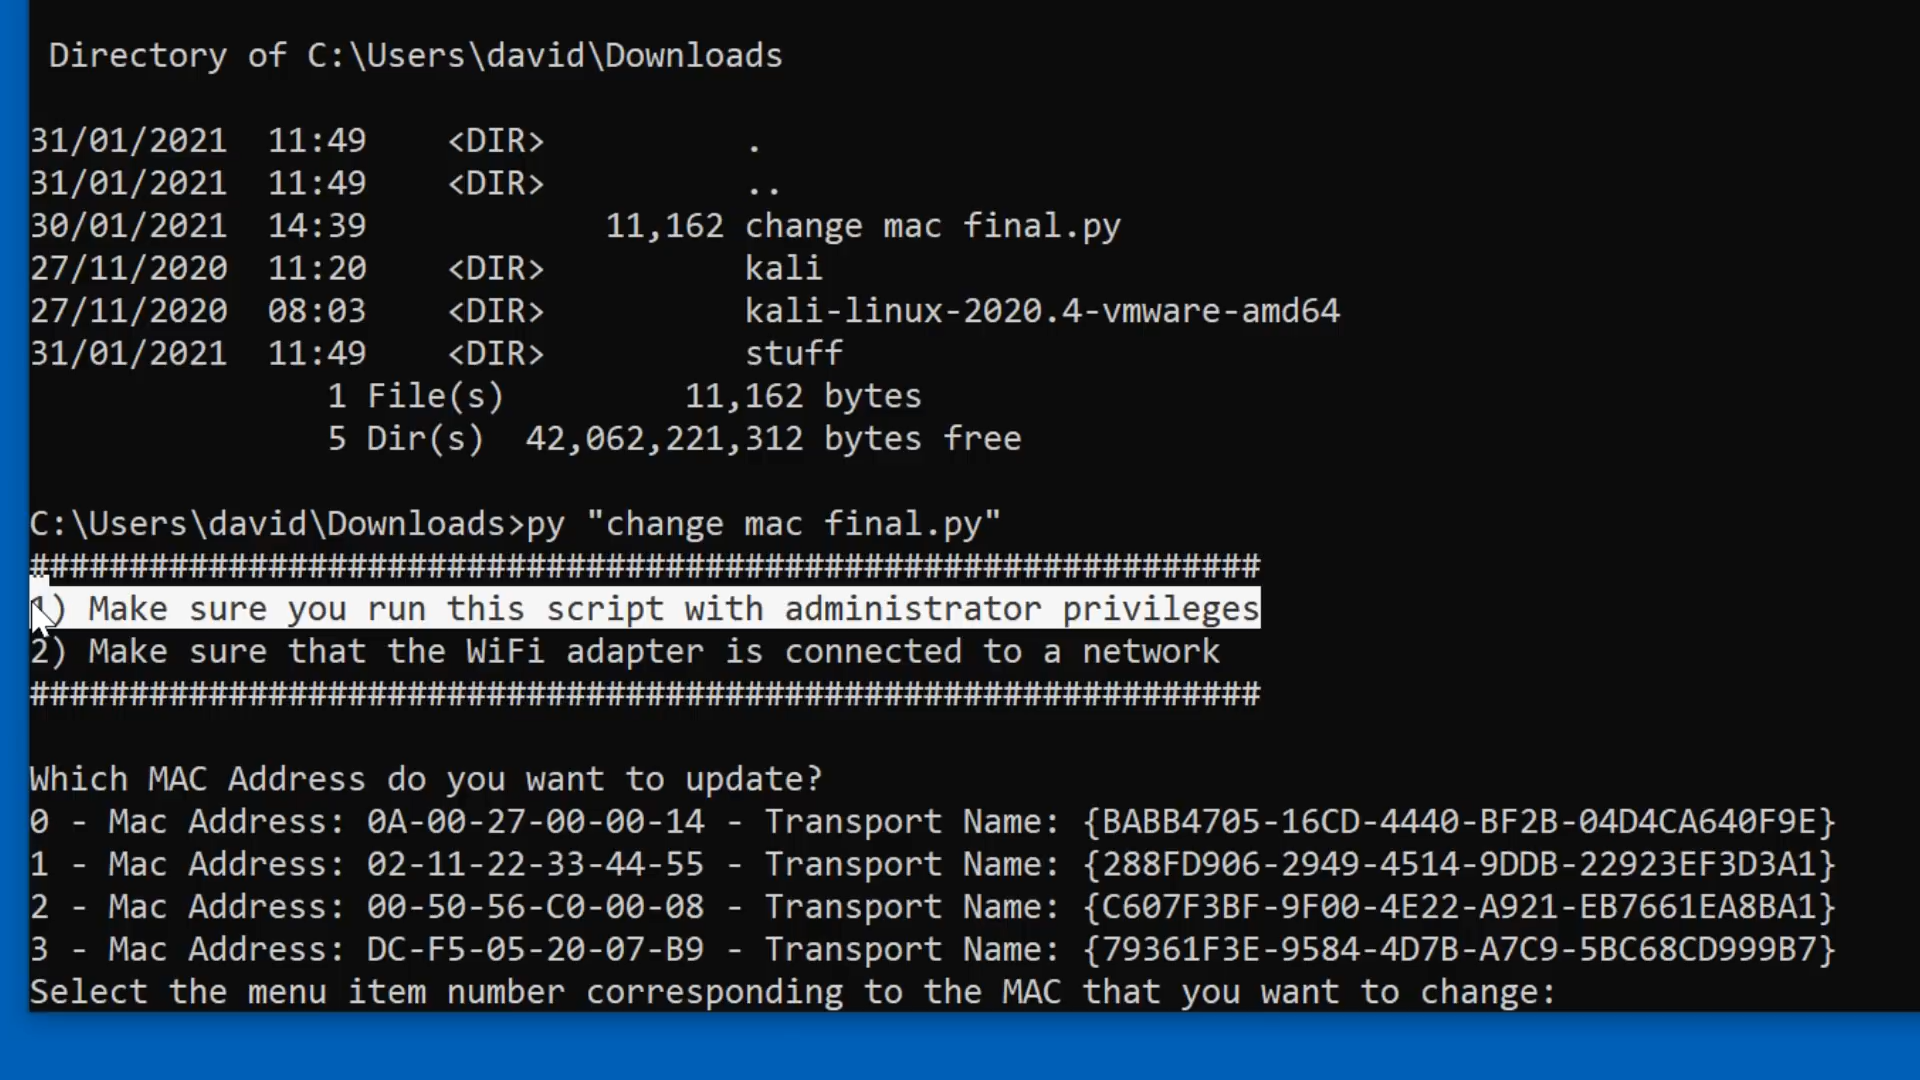 Directory of C:\Users\david\Downloads
31/01/2021  11:49    <DIR>          .
31/01/2021  11:49    <DIR>          ..
30/01/2021  14:39            11,162 change mac final.py
27/11/2020  11:20    <DIR>          kali
27/11/2020  08:03    <DIR>          kali-linux-2020.4-vmware-amd64
31/01/2021  11:49    <DIR>          stuff
1 File(s)         11,162 bytes
5 Dir(s)  42,062,221,312 bytes free
C:\Users\david\Downloads>py "change mac final.py"
##############################################################
1) Make sure you run this script with administrator privileges
2) Make sure that the WiFi adapter is connected to a network
##############################################################
Which MAC Address do you want to update?
0 - Mac Address: 0A-00-27-00-00-14 - Transport Name: {BABB4705-16CD-4440-BF2B-04D4CA640F9E}
1 - Mac Address: 02-11-22-33-44-55 - Transport Name: {288FD906-2949-4514-9DDB-22923EF3D3A1}
2 - Mac Address: 00-50-56-C0-00-08 - Transport Name: {C607F3BF-9F00-4E22-A921-EB7661EA8BA1}
3 - Mac Address: DC-F5-05-20-07-B9 - Transport Name: {79361F3E-9584-4D7B-A7C9-5BC68CD999B7}
Select the menu item number corresponding to the MAC that you want to change: